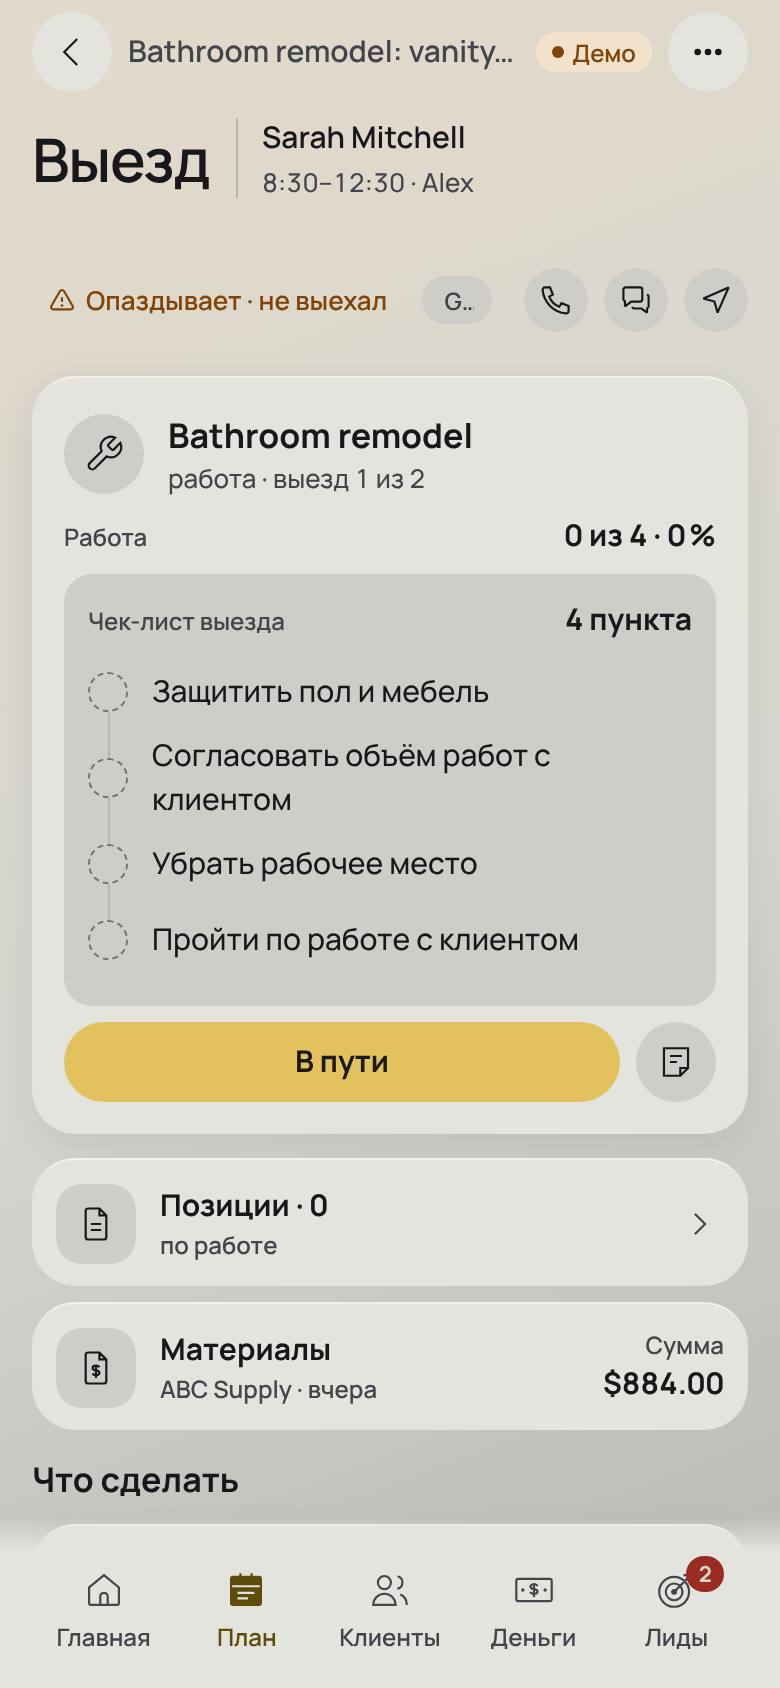 Bathroom remodel: vanity...
Демо
Выезд
Sarah Mitchell
8:30–12:30 · Alex
Опаздывает · не выехал
G...
Bathroom remodel
работа · выезд 1 из 2
Работа
0 из 4 · 0 %
Чек-лист выезда
4 пункта
Защитить пол и мебель
Согласовать объём работ с
клиентом
Убрать рабочее место
Пройти по работе с клиентом
В пути
Позиции · 0
по работе
Материалы
ABC Supply · вчера
Сумма
$884.00
Что сделать
2
Главная
План
Клиенты
Деньги
Лиды